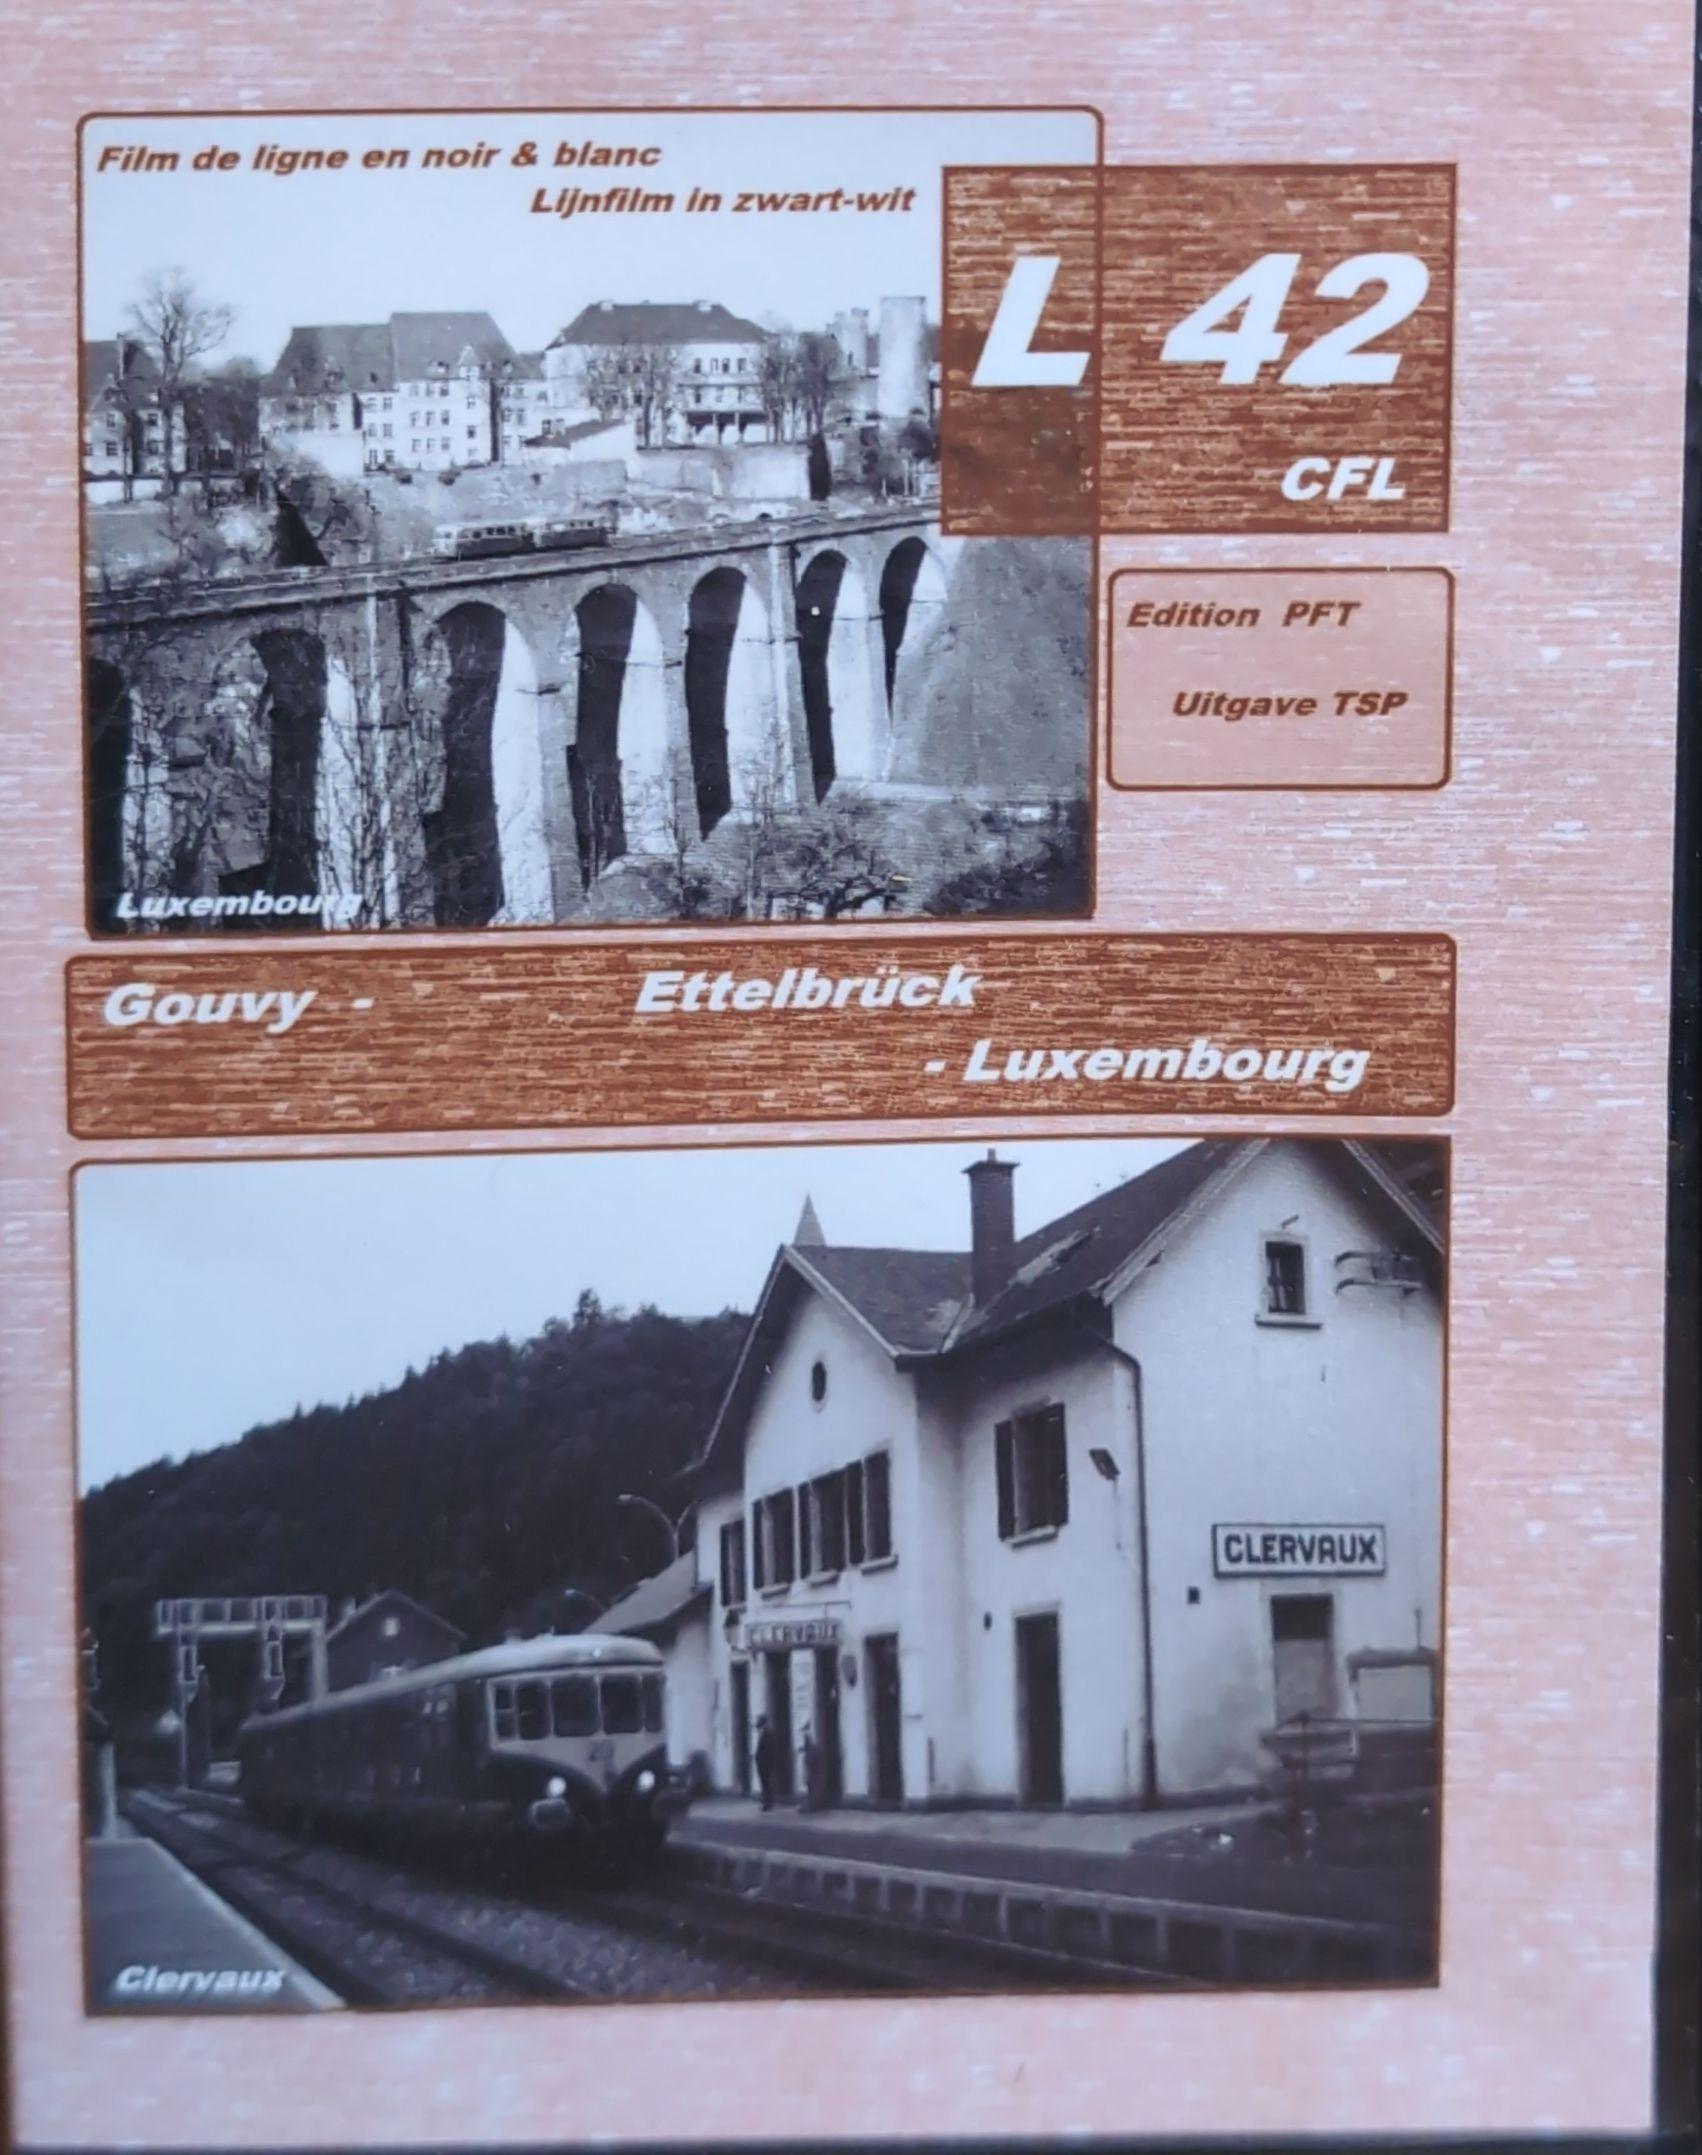 Film de ligne en noir & blanc
Lijnfilm in zwart-wit
L 42
CFL
Edition PFT
Uitgave TSP
Luxembourg
Gouvy - Ettelbrück
- Luxembourg
CLERVAUX
CLERVAUX
Clervaux